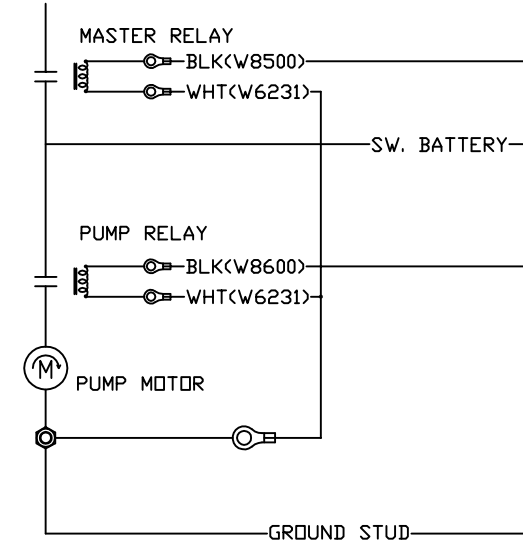 MASTER RELAY
BLK(W8500)
WHT(W6231)
SW. BATTERY
PUMP RELAY
BLK(W8600)
WHT(W6231)
M
PUMP MOTOR
GROUND STUD